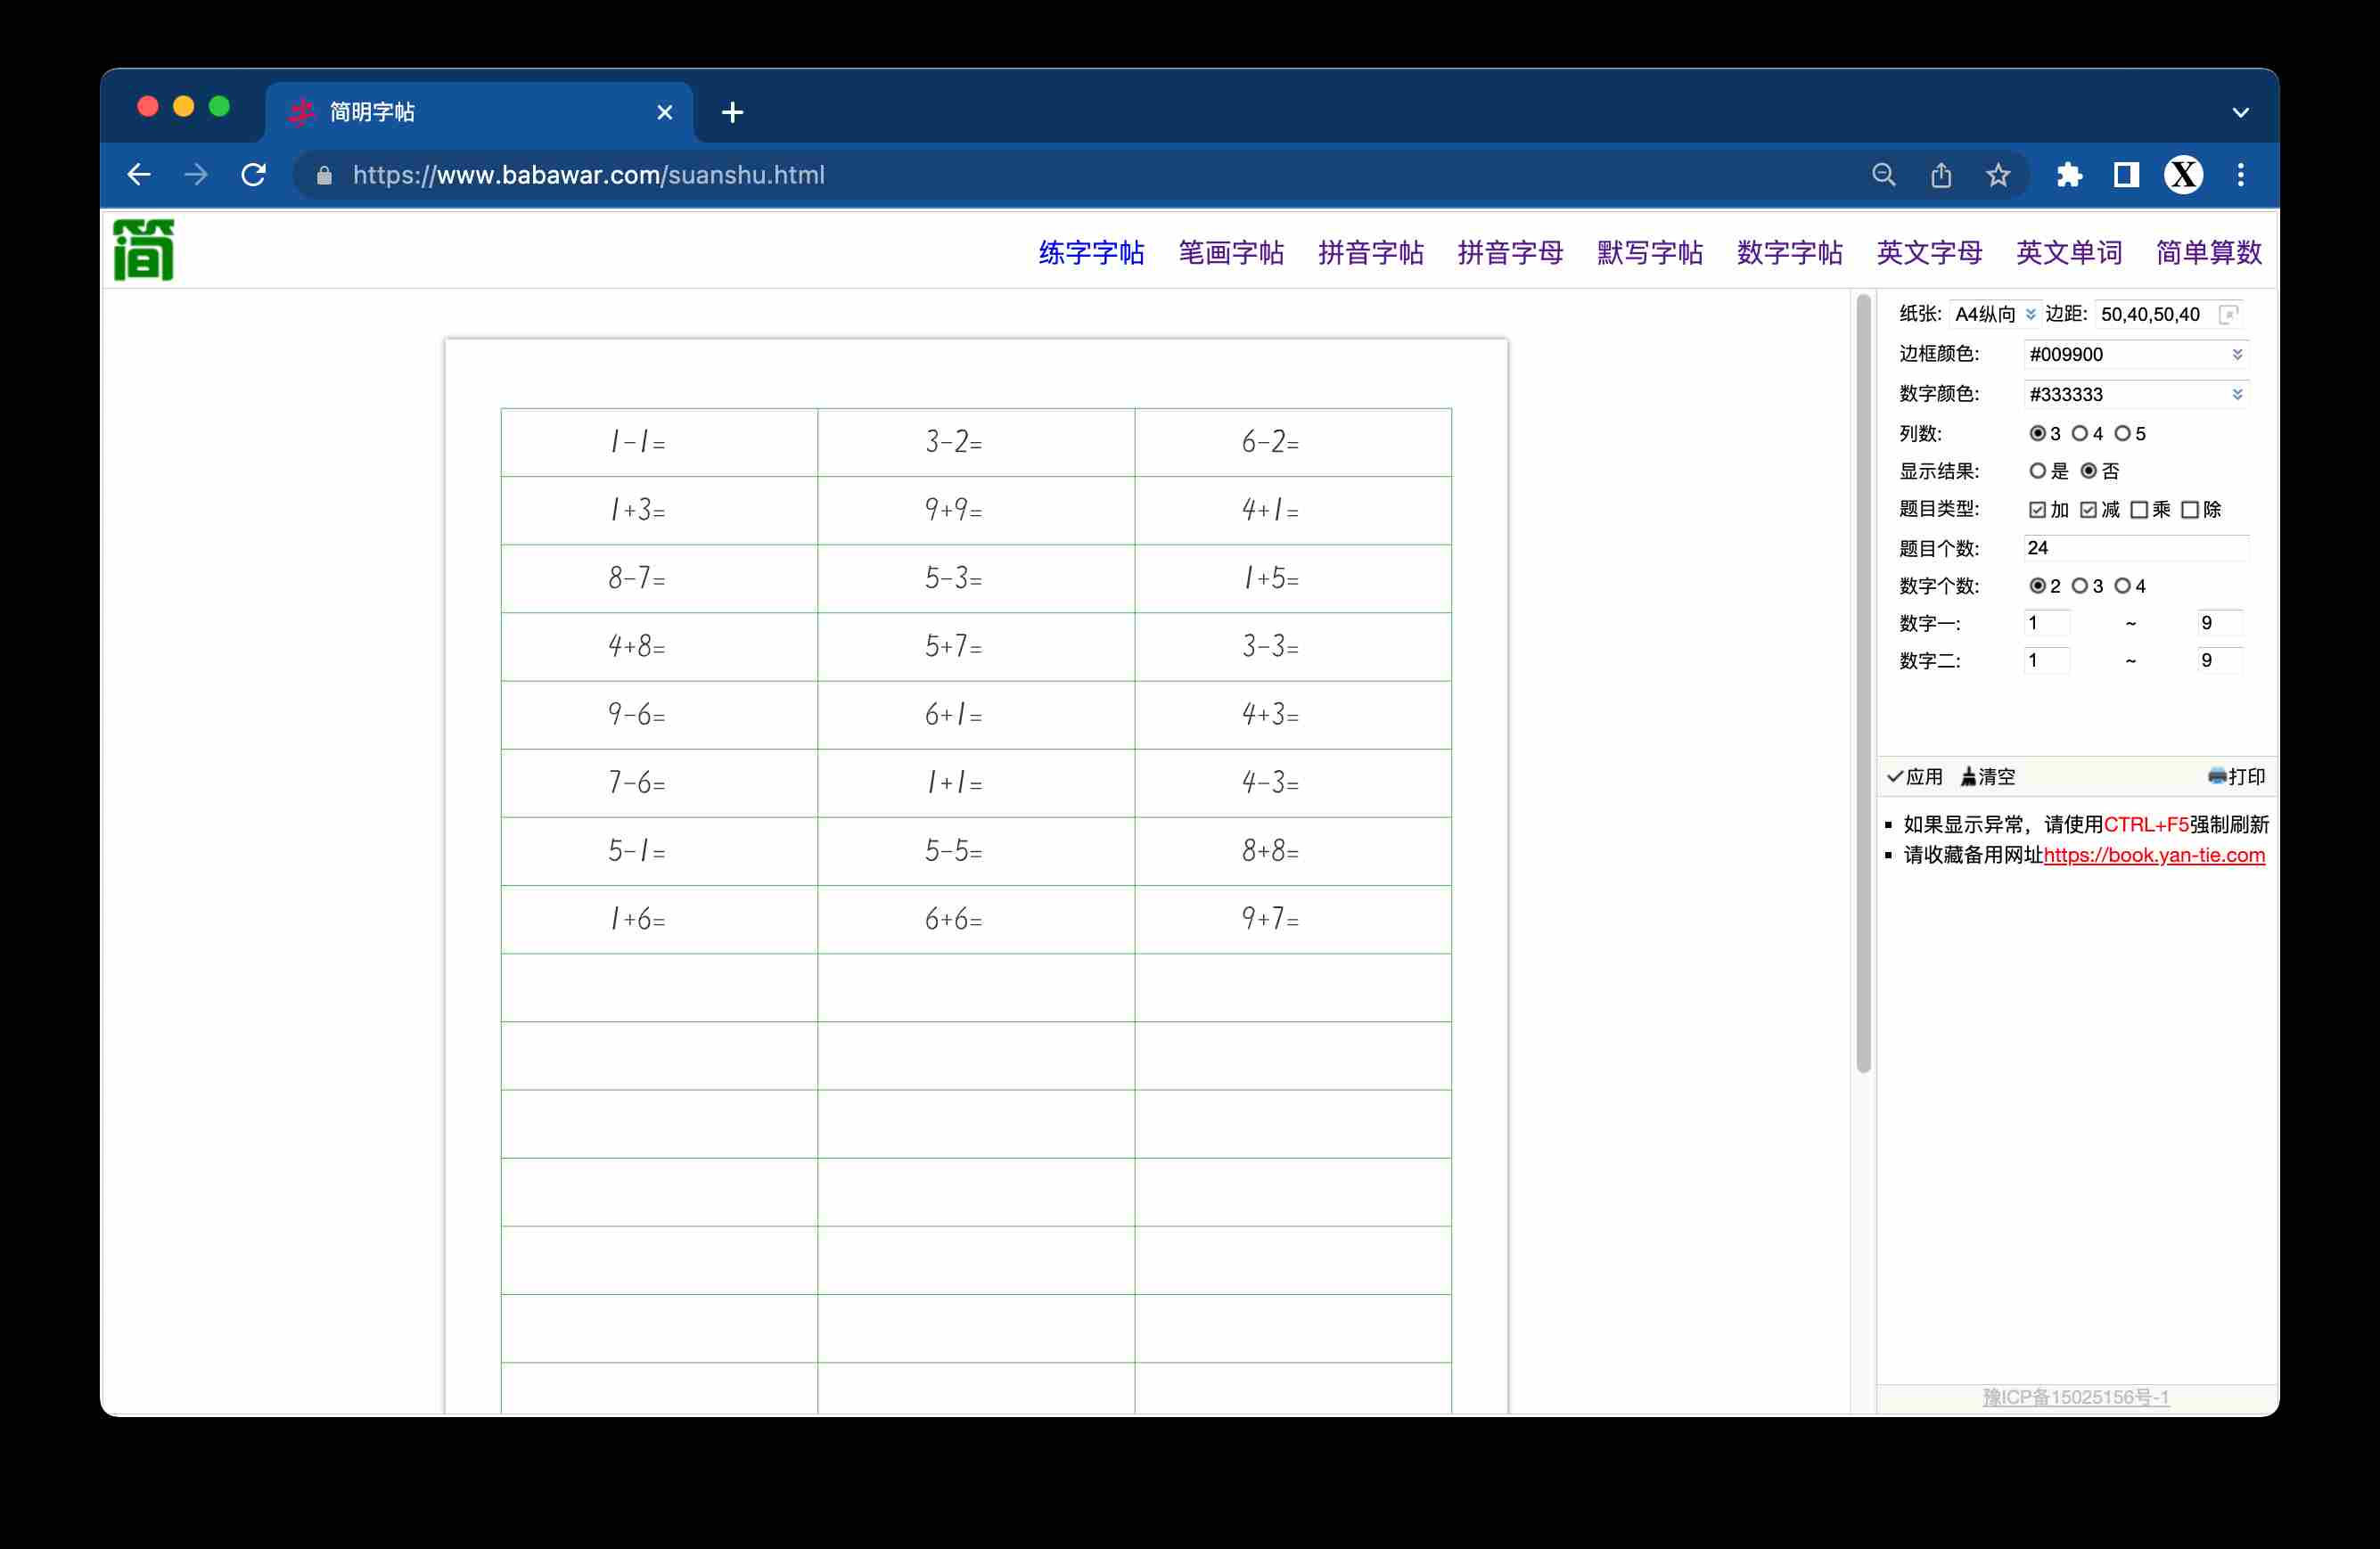 简明字帖
https://www.babawar.com/suanshu.html
X
简
练字字帖 笔画字帖 拼音字帖 拼音字母 默写字帖 数字字帖 英文字母 英文单词 简单算数
1-1= 3-2= 6-2=
1+3= 9+9= 4+1=
8-7= 5-3= 1+5=
4+8= 5+7= 3-3=
9-6= 6+1= 4+3=
7-6= 1+1= 4-3=
5-1= 5-5= 8+8=
1+6= 6+6= 9+7=
纸张: A4纵向 边距: 50,40,50,40
边框颜色: #009900
数字颜色: #333333
列数: 3 4 5
显示结果: 是 否
题目类型: 加 减 乘 除
题目个数: 24
数字个数: 2 3 4
数字一: 1 ~ 9
数字二: 1 ~ 9
应用 清空 打印
如果显示异常，请使用CTRL+F5强制刷新
请收藏备用网址https://book.yan-tie.com
豫ICP备15025156号-1